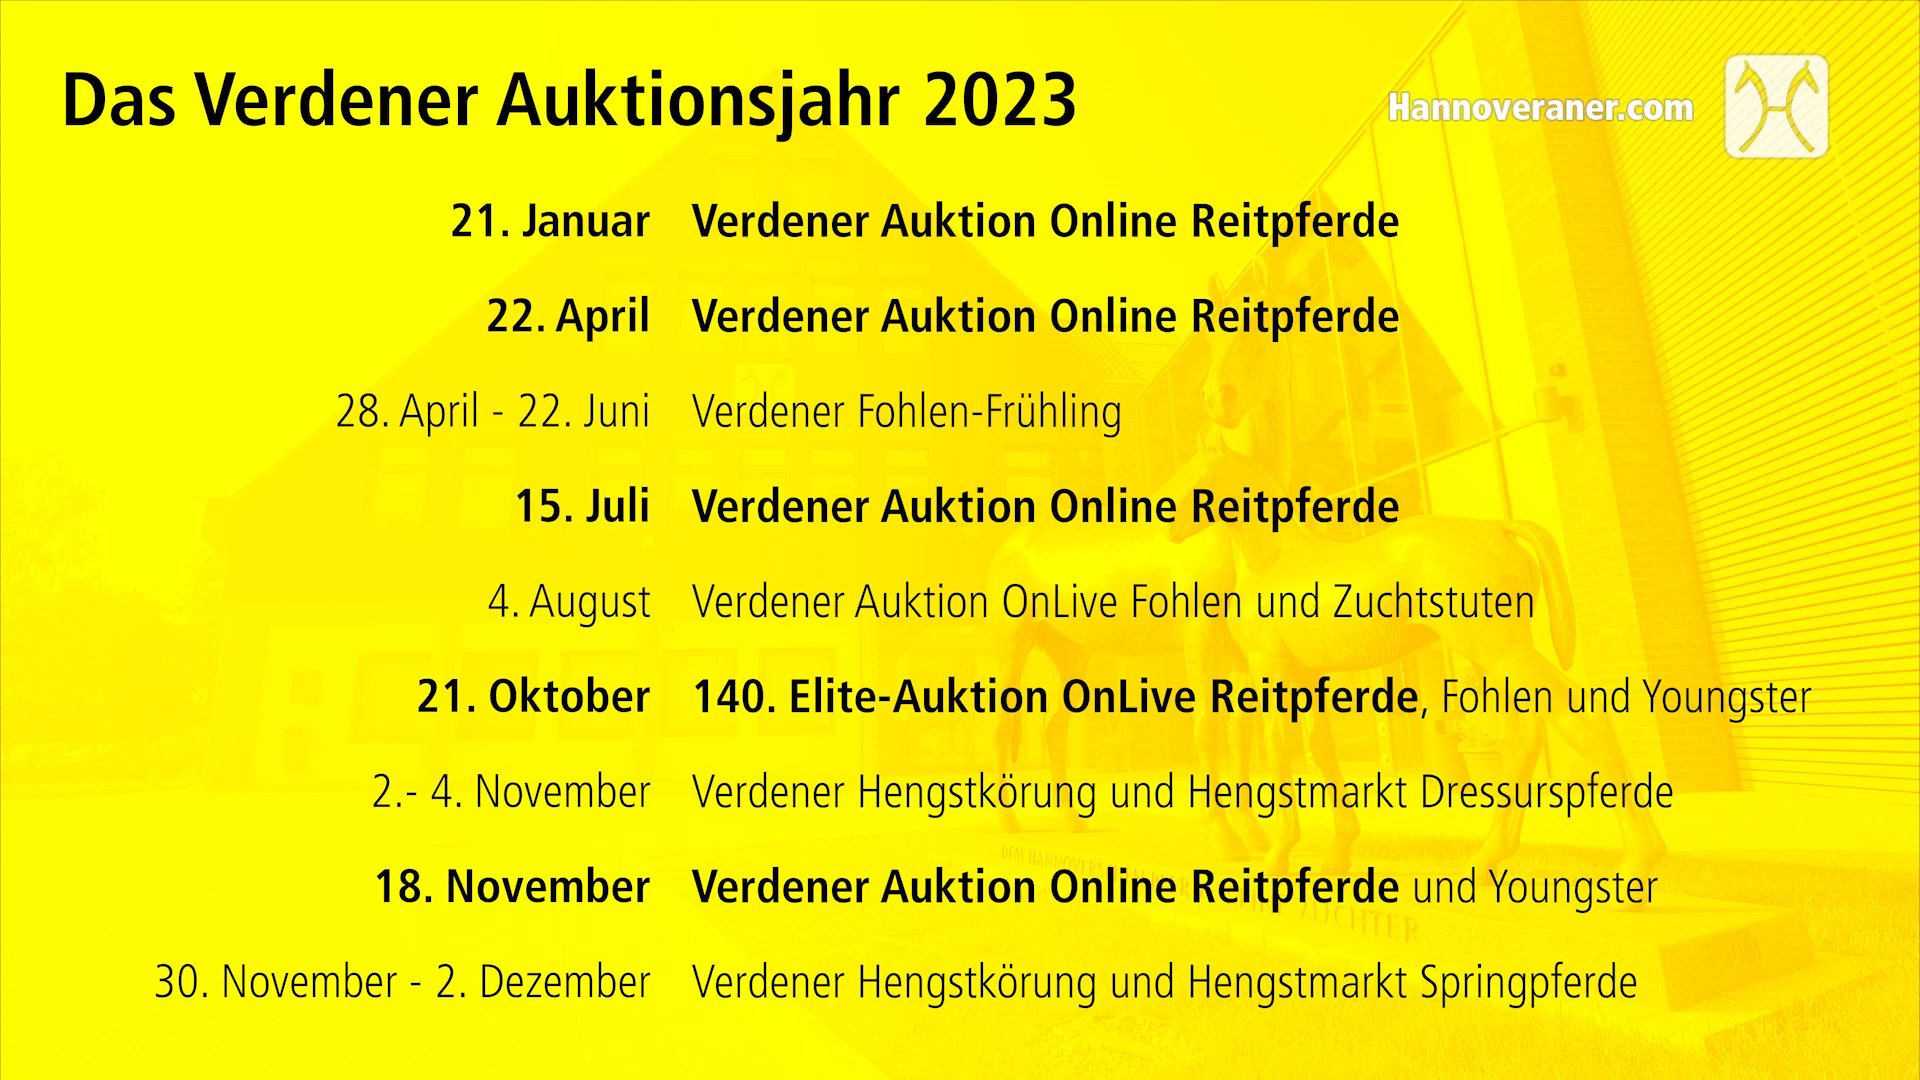 Das Verdener Auktionsjahr 2023
Hannoveraner.com
21. Januar Verdener Auktion Online Reitpferde
22. April Verdener Auktion Online Reitpferde
28. April - 22. Juni Verdener Fohlen-Frühling
15. Juli Verdener Auktion Online Reitpferde
4. August Verdener Auktion OnLive Fohlen und Zuchtstuten
21. Oktober 140. Elite-Auktion OnLive Reitpferde, Fohlen und Youngster
2.- 4. November Verdener Hengstkörung und Hengstmarkt Dressurspferde
18. November Verdener Auktion Online Reitpferde und Youngster
30. November - 2. Dezember Verdener Hengstkörung und Hengstmarkt Springpferde
1981